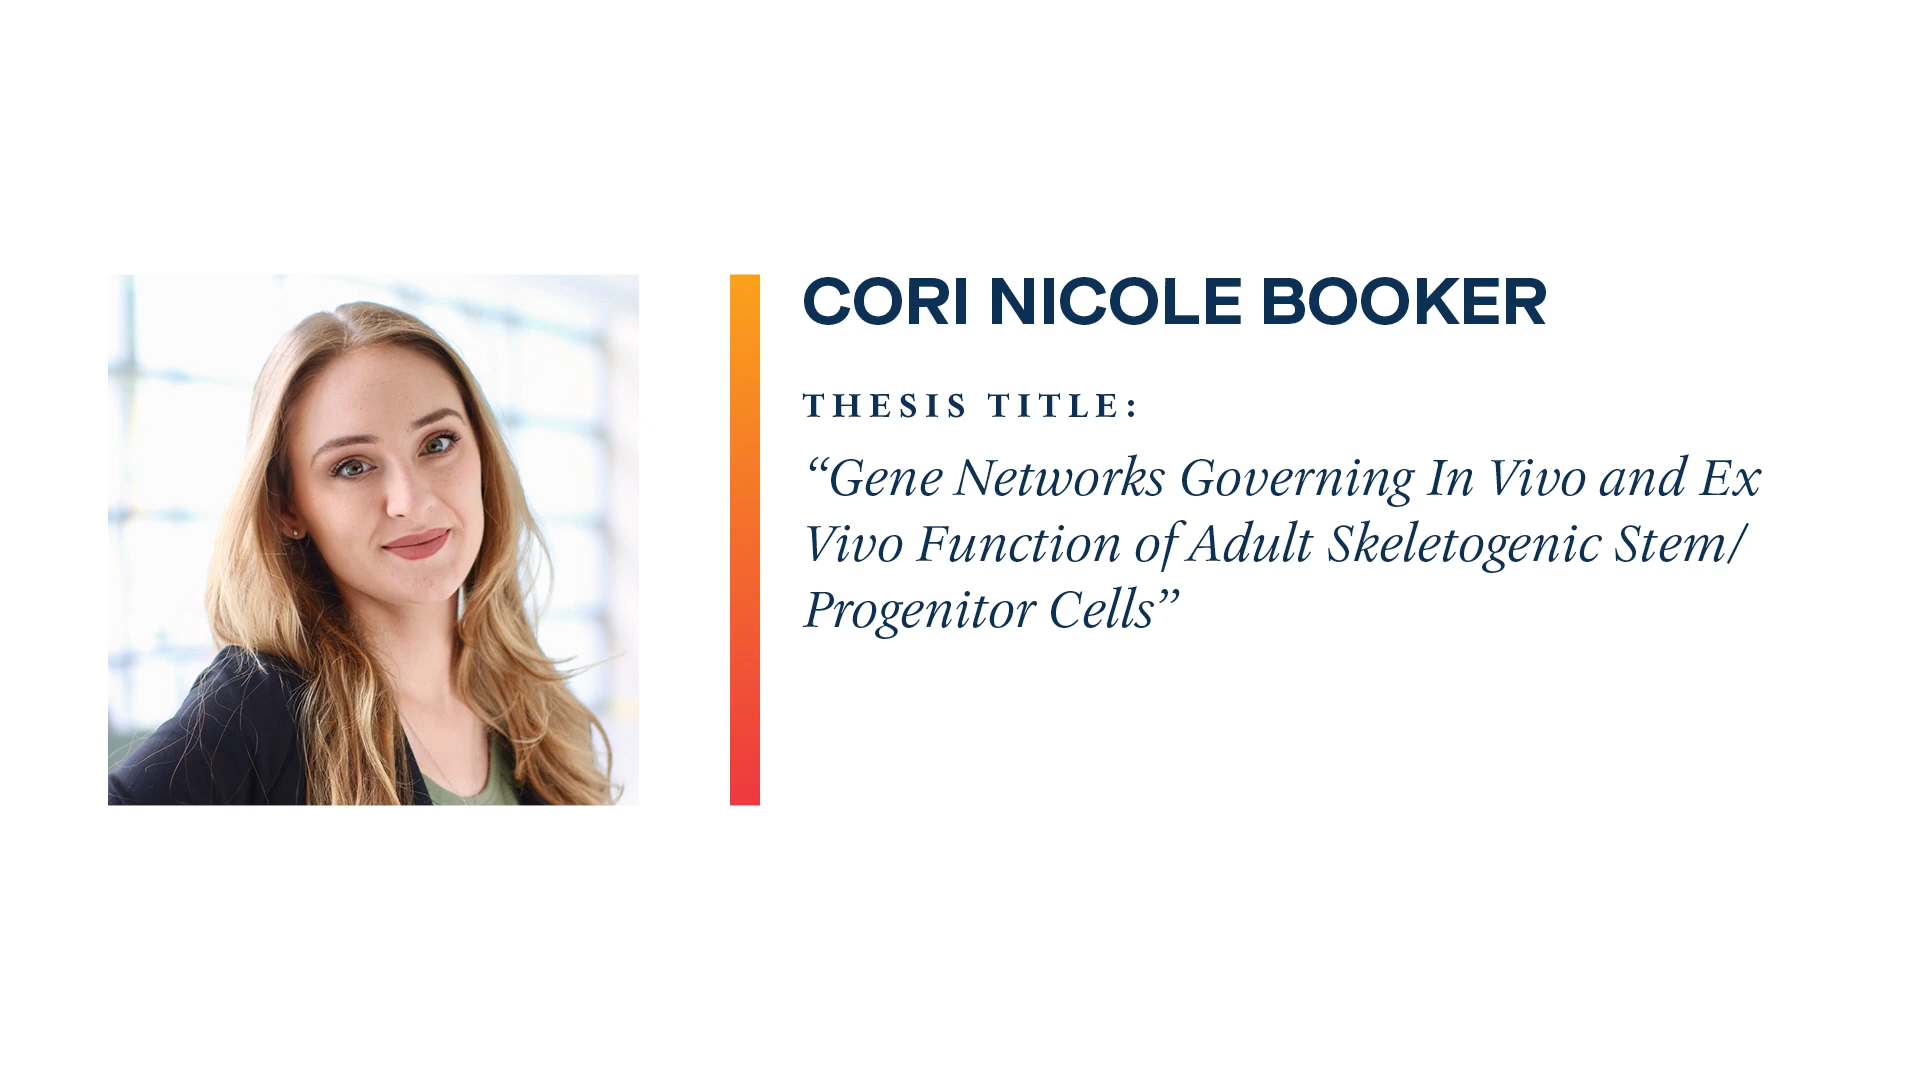 CORI NICOLE BOOKER
THESIS TITLE:
“Gene Networks Governing In Vivo and Ex
Vivo Function of Adult Skeletogenic Stem/
Progenitor Cells”